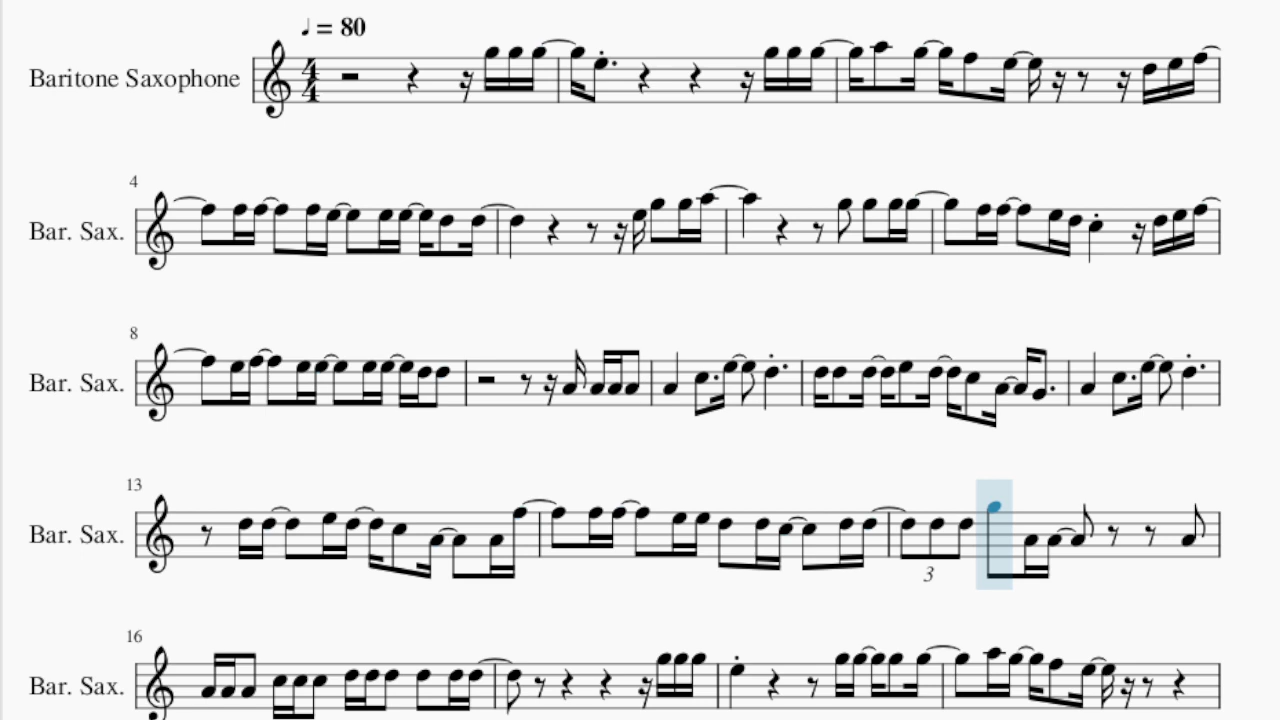 ♩ = 80
Baritone Saxophone 4 4
4
Bar. Sax.
8
Bar. Sax.
13
Bar. Sax.
3
16
Bar. Sax.